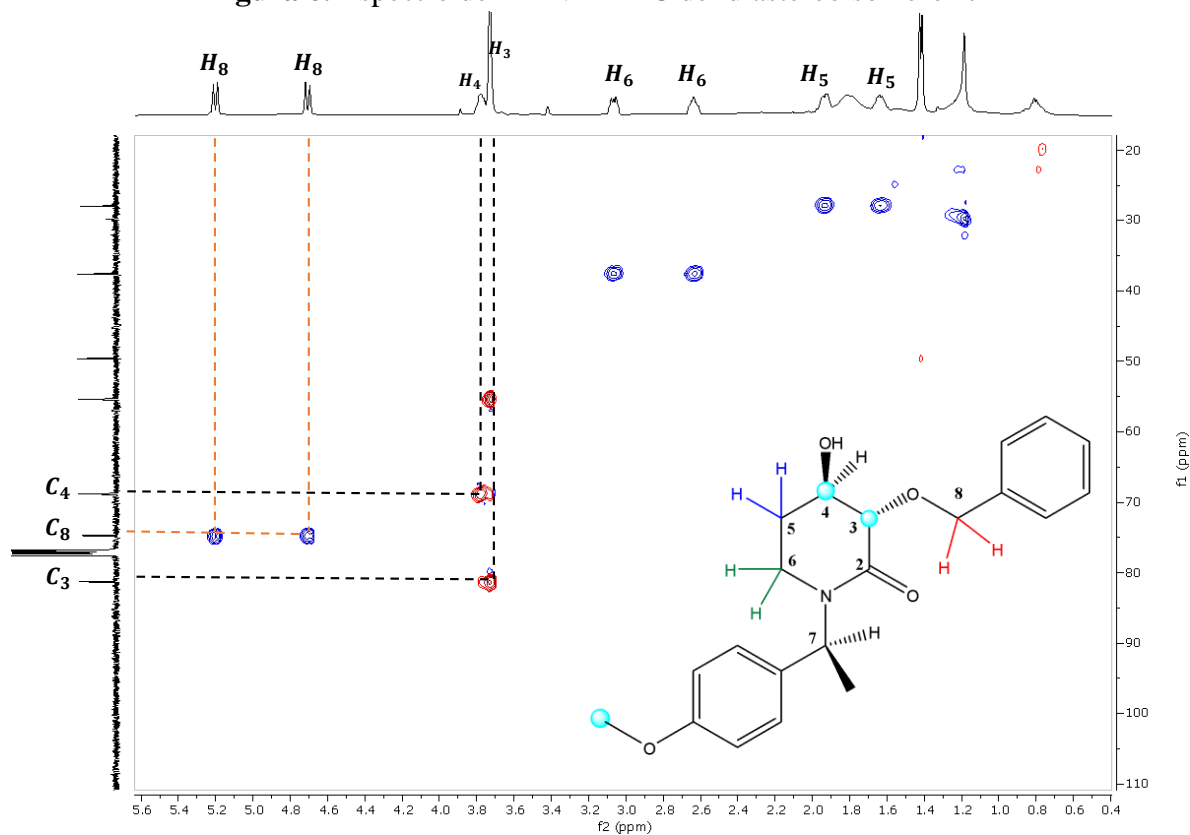 H₈
H₈
H₄
H₃
H₆
H₆
H₅
H₅
20
30
40
50
60
70
80
90
100
110
f1 (ppm)
C₄
C₈
C₃
OH
H
H
H
O
8
5
4
3
H
H
6
2
H
H
N
O
7
H
O
5.6 5.4 5.2 5.0 4.8 4.6 4.4 4.2 4.0 3.8 3.6 3.4 3.2 3.0 2.8 2.6 2.4 2.2 2.0 1.8 1.6 1.4 1.2 1.0 0.8 0.6 0.4
f2 (ppm)